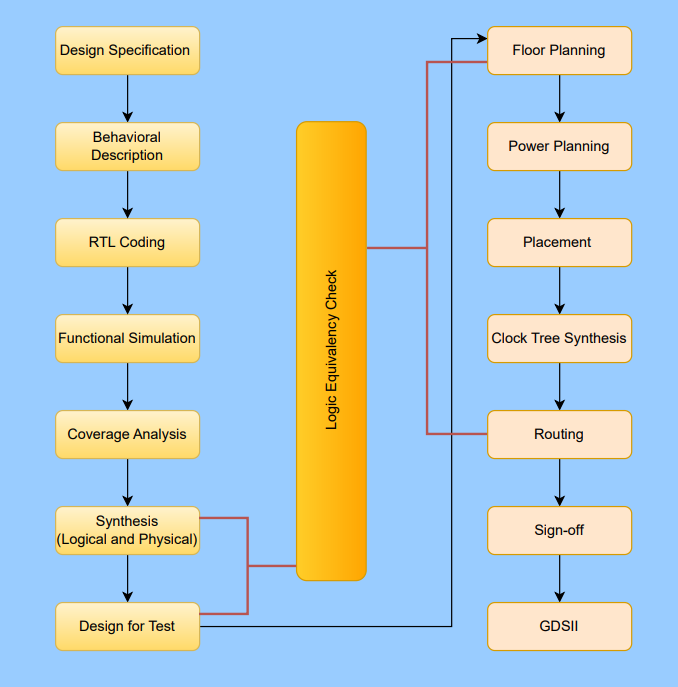 Design Specification
Behavioral
Description
RTL Coding
Functional Simulation
Coverage Analysis
Synthesis
(Logical and Physical)
Design for Test
Logic Equivalency Check
Floor Planning
Power Planning
Placement
Clock Tree Synthesis
Routing
Sign-off
GDSII